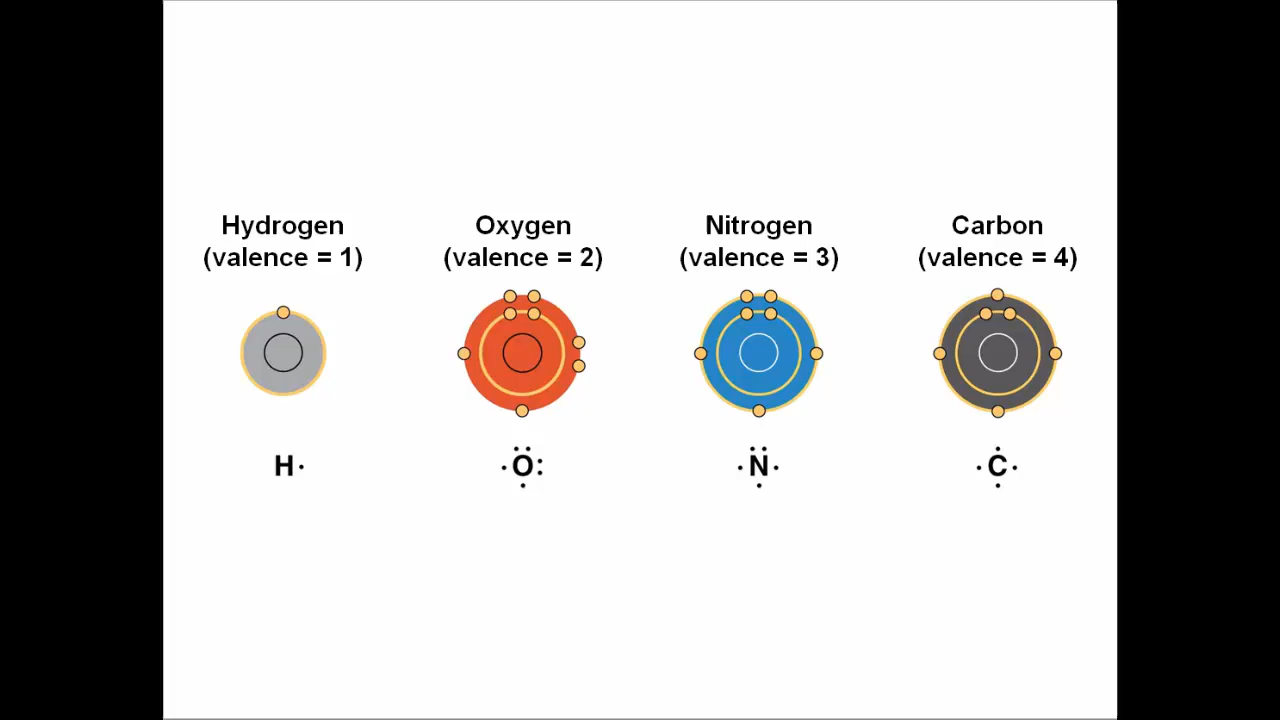 Hydrogen
(valence = 1)
Oxygen
(valence = 2)
Nitrogen
(valence = 3)
Carbon
(valence = 4)
H
O
N
C